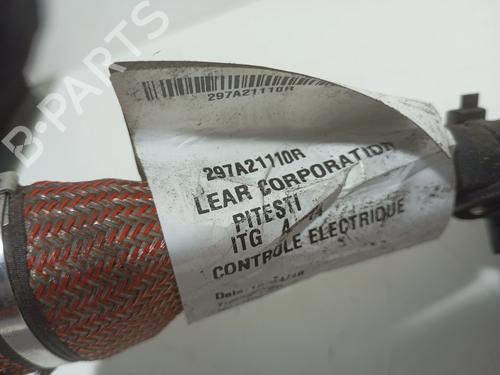 B-PARTS
297A21110R
297A21110R
LEAR CORPORATION
PITESTI
ITG A
CONTROLE ELECTRIQUE
Date